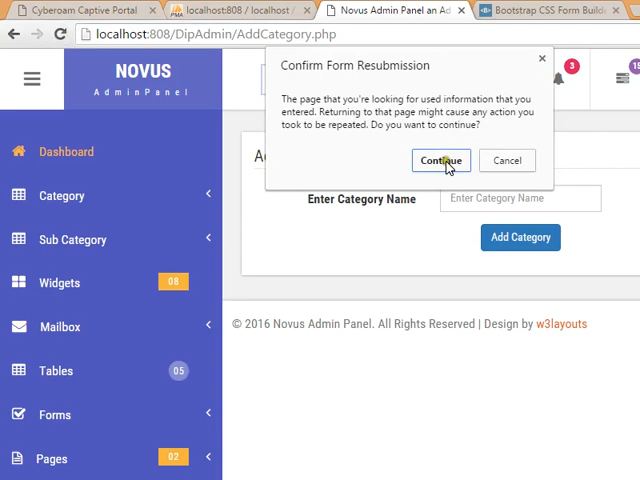 Cyberoam Captive Portal
localhost:808 / localhost /
Novus Admin Panel an Ad
Bootstrap CSS Form Builde
localhost:808/DipAdmin/AddCategory.php
NOVUS
AdminPanel
3
Confirm Form Resubmission
The page that you're looking for used information that you
entered. Returning to that page might cause any action you
took to be repeated. Do you want to continue?
Continue
Cancel
Dashboard
Category
Sub Category
Widgets
08
Mailbox
Tables
05
Forms
Pages
02
Enter Category Name
Enter Category Name
Add Category
© 2016 Novus Admin Panel. All Rights Reserved | Design by w3layouts